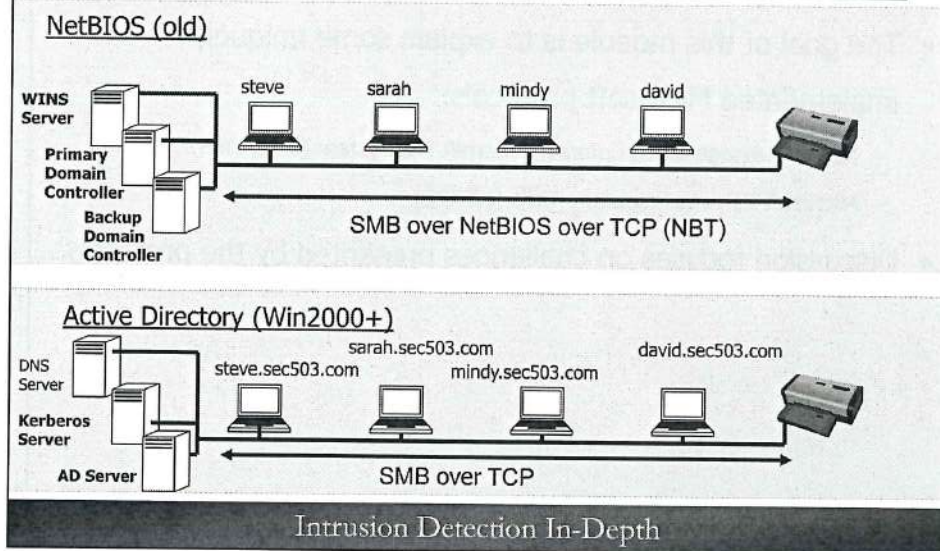 NetBIOS (old)
steve sarah mindy david
WINS
Server
Primary
Domain
Controller
Backup
Domain
Controller
SMB over NetBIOS over TCP (NBT)
Active Directory (Win2000+)
sarah.sec503.com david.sec503.com
DNS steve.sec503.com mindy.sec503.com
Server
Kerberos
Server
AD Server
SMB over TCP
Intrusion Detection In-Depth